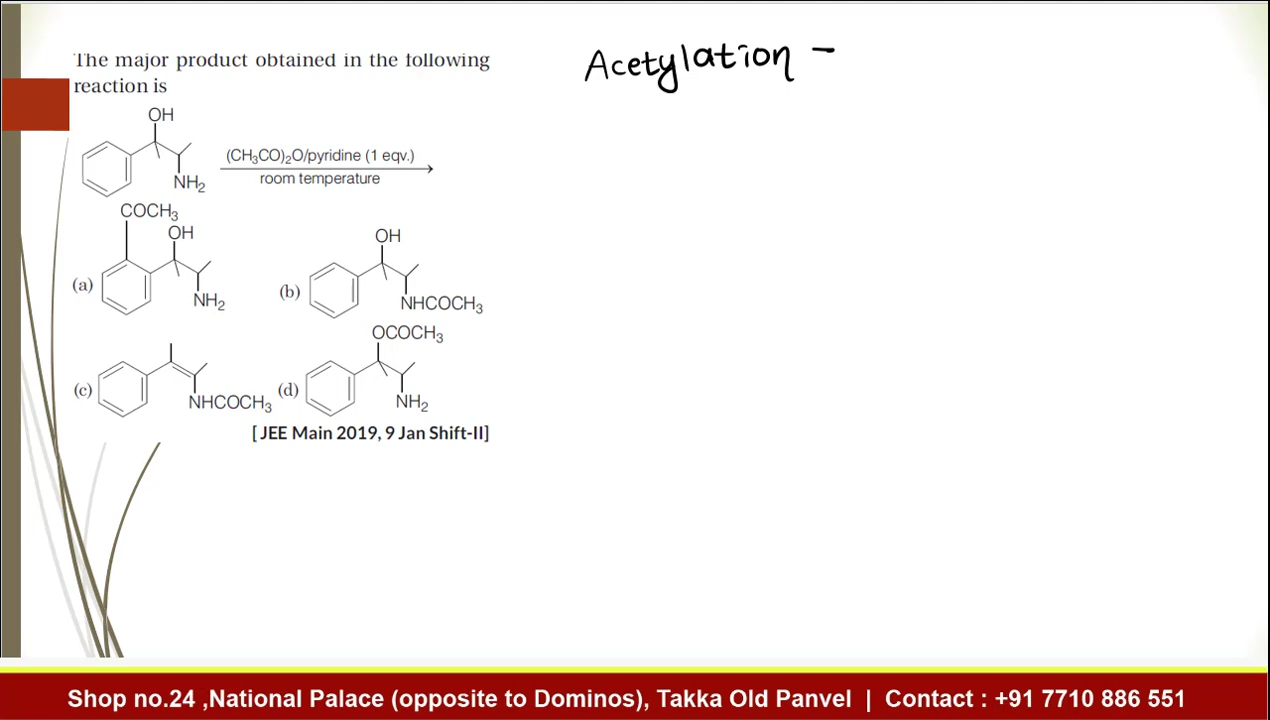 The major product obtained in the following
reaction is
Acetylation -
OH
NH₂
(CH₃CO)₂O/pyridine (1 eqv.)
room temperature
COCH₃
OH
(a)
NH₂
OH
(b)
NHCOCH₃
(c)
NHCOCH₃
OCOCH₃
(d)
NH₂
[ JEE Main 2019, 9 Jan Shift-II]
Shop no.24 ,National Palace (opposite to Dominos), Takka Old Panvel | Contact : +91 7710 886 551